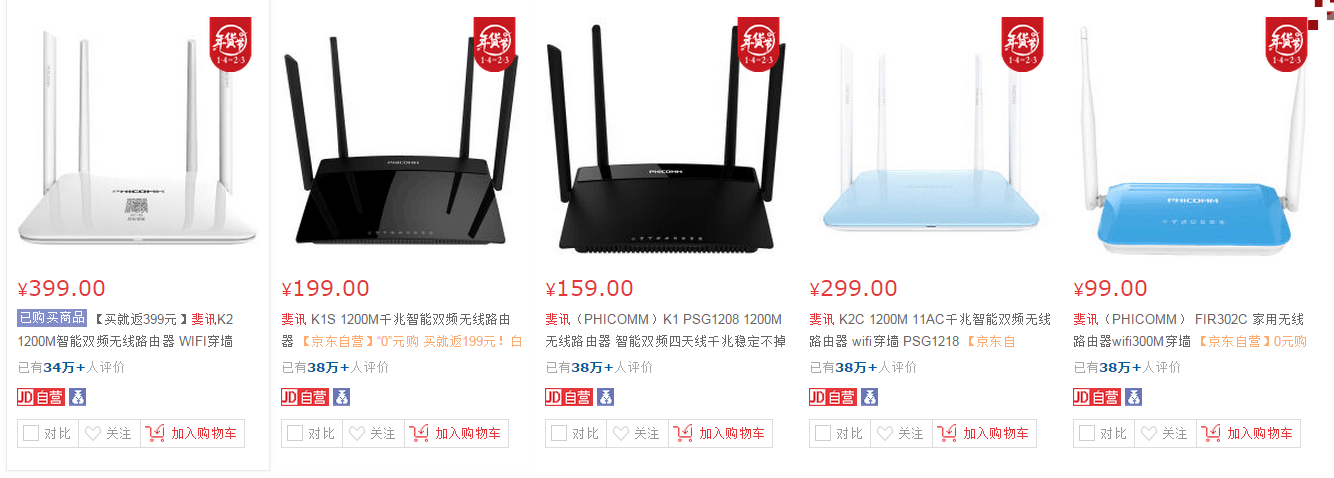 年货节
1·4-2·3
PHICOMM
¥399.00
已购买商品 【买就返399元】斐讯K2
1200M智能双频无线路由器 WIFI穿墙
已有34万+人评价
JD 自营
对比 关注 加入购物车
年货节
1·4-2·3
PHICOMM
¥199.00
斐讯 K1S 1200M千兆智能双频无线路由
器 【京东自营】“0”元购 买就返199元！白
已有38万+人评价
JD 自营
对比 关注 加入购物车
年货节
1·4-2·3
PHICOMM
¥159.00
斐讯（PHICOMM）K1 PSG1208 1200M
无线路由器 智能双频四天线千兆稳定不掉
已有38万+人评价
JD 自营
对比 关注 加入购物车
年货节
1·4-2·3
¥299.00
斐讯 K2C 1200M 11AC千兆智能双频无线
路由器 wifi穿墙 PSG1218 【京东自
已有38万+人评价
JD 自营
对比 关注 加入购物车
年货节
1·4-2·3
PHICOMM
¥99.00
斐讯（PHICOMM） FIR302C 家用无线
路由器wifi300M穿墙 【京东自营】0元购
已有38万+人评价
JD 自营
对比 关注 加入购物车